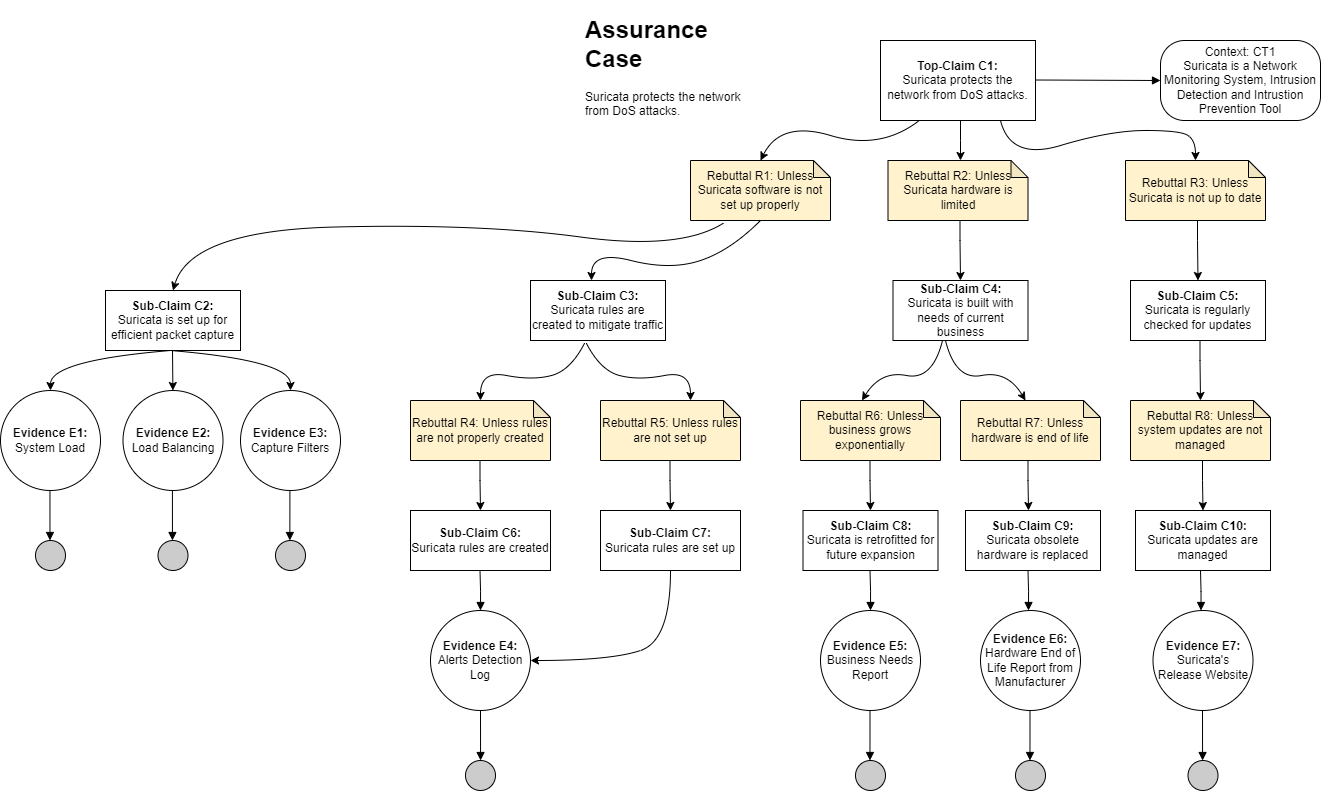 Assurance
Case
Suricata protects the network
from DoS attacks.
Top-Claim C1:
Suricata protects the
network from DoS attacks.
Context: CT1
Suricata is a Network
Monitoring System, Intrusion
Detection and Intrustion
Prevention Tool
Rebuttal R1: Unless
Suricata software is not
set up properly
Rebuttal R2: Unless
Suricata hardware is
limited
Rebuttal R3: Unless
Suricata is not up to date
Sub-Claim C2:
Suricata is set up for
efficient packet capture
Sub-Claim C3:
Suricata rules are
created to mitigate traffic
Sub-Claim C4:
Suricata is built with
needs of current
business
Sub-Claim C5:
Suricata is regularly
checked for updates
Evidence E1:
System Load
Evidence E2:
Load Balancing
Evidence E3:
Capture Filters
Rebuttal R4: Unless rules
are not properly created
Rebuttal R5: Unless rules
are not set up
Rebuttal R6: Unless
business grows
exponentially
Rebuttal R7: Unless
hardware is end of life
Rebuttal R8: Unless
system updates are not
managed
Sub-Claim C6:
Suricata rules are created
Sub-Claim C7:
Suricata rules are set up
Sub-Claim C8:
Suricata is retrofitted for
future expansion
Sub-Claim C9:
Suricata obsolete
hardware is replaced
Sub-Claim C10:
Suricata updates are
managed
Evidence E4:
Alerts Detection
Log
Evidence E5:
Business Needs
Report
Evidence E6:
Hardware End of
Life Report from
Manufacturer
Evidence E7:
Suricata's
Release Website